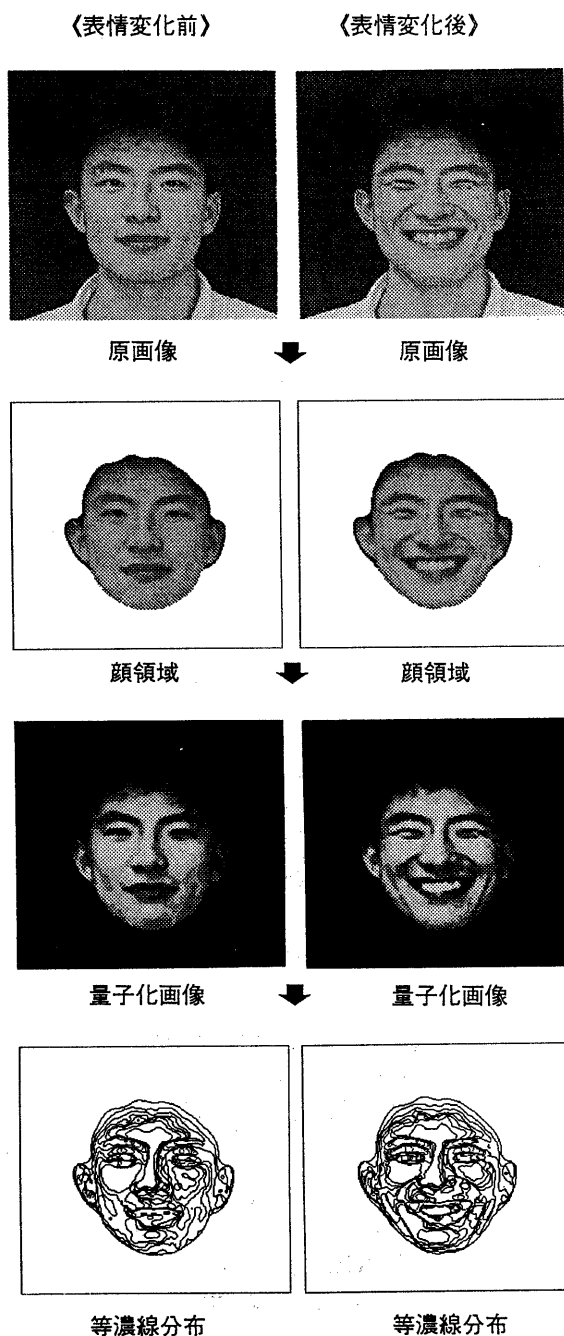 《表情変化前》 《表情変化後》
原画像 原画像
顔領域 顔領域
量子化画像 量子化画像
等濃線分布 等濃線分布